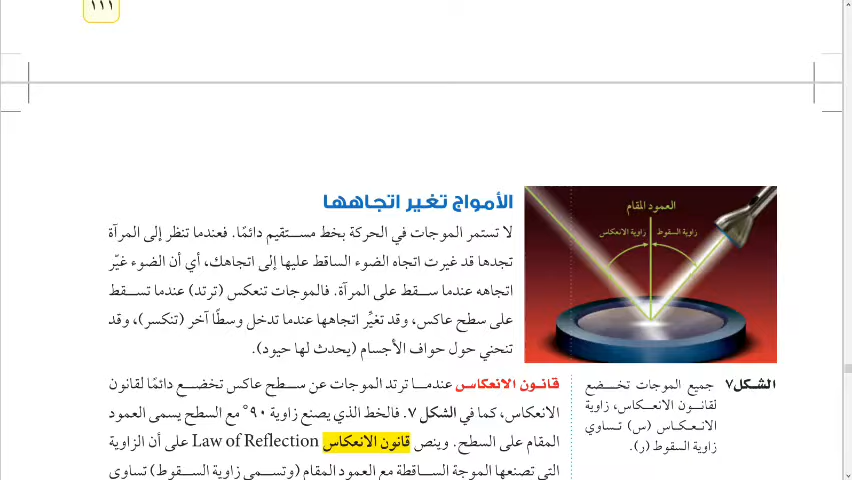 ١١١
الأمواج تغير اتجاهها
لا تستمر الموجات في الحركة بخط مستقيم دائمًا. فعندما تنظر إلى المرآة
تجدها قد غيرت اتجاه الضوء الساقط عليها إلى اتجاهك، أي أن الضوء غيّر
اتجاهه عندما سقط على المرآة. فالموجات تنعكس (ترتد) عندما تسقط
على سطح عاكس، وقد تغيِّر اتجاهها عندما تدخل وسطًا آخر (تنكسر)، وقد
تنحني حول حواف الأجسام (يحدث لها حيود).
قانون الانعكاس عندما ترتد الموجات عن سطح عاكس تخضع دائمًا لقانون
الانعكاس، كما في الشكل ٧. فالخط الذي يصنع زاوية ٩٠° مع السطح يسمى العمود
المقام على السطح. وينص قانون الانعكاس Law of Reflection على أن الزاوية
التي تصنعها الموجة الساقطة مع العمود المقام (وتسمى زاوية السقوط) تساوي
العمود المقام
زاوية السقوط
زاوية الانعكاس
الشكل٧ جميع الموجات تخضع
لقانون الانعكاس، زاوية
الانعكاس (س) تساوي
زاوية السقوط (ر).